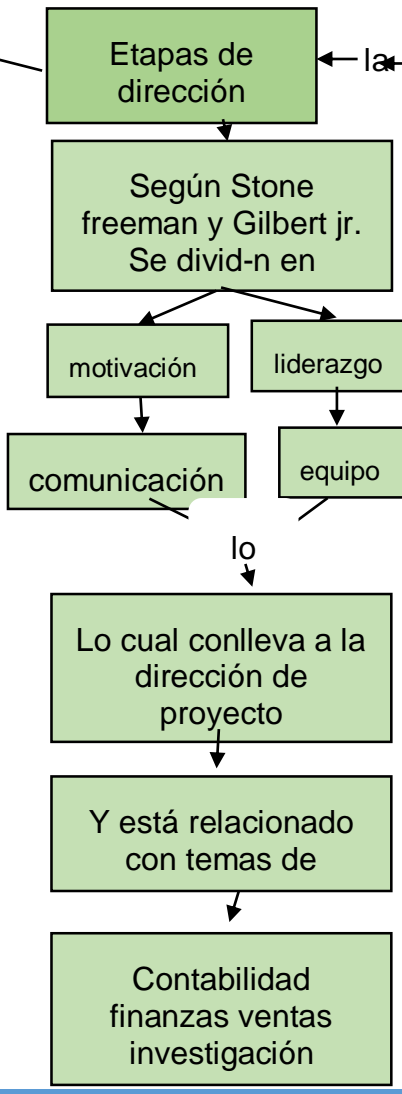 Etapas de
dirección
la
Según Stone
freeman y Gilbert jr.
Se divid-n en
motivación
liderazgo
comunicación
equipo
lo
Lo cual conlleva a la
dirección de
proyecto
Y está relacionado
con temas de
Contabilidad
finanzas ventas
investigación